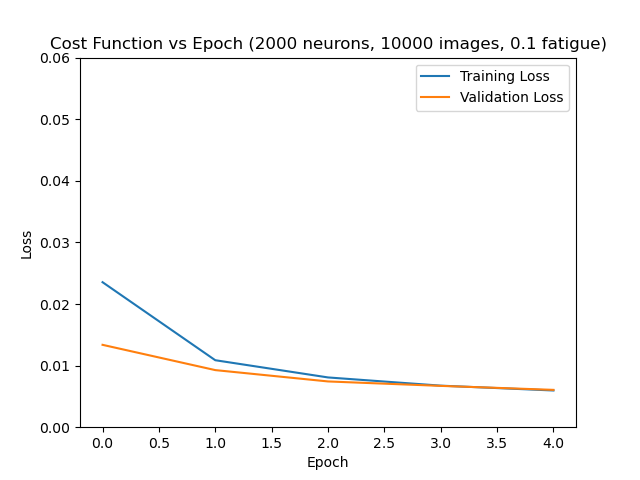 Cost Function vs Epoch (2000 neurons, 10000 images, 0.1 fatigue)
Training Loss
Validation Loss
0.06
0.05
0.04
0.03
0.02
0.01
0.00
Loss
0.0 0.5 1.0 1.5 2.0 2.5 3.0 3.5 4.0
Epoch